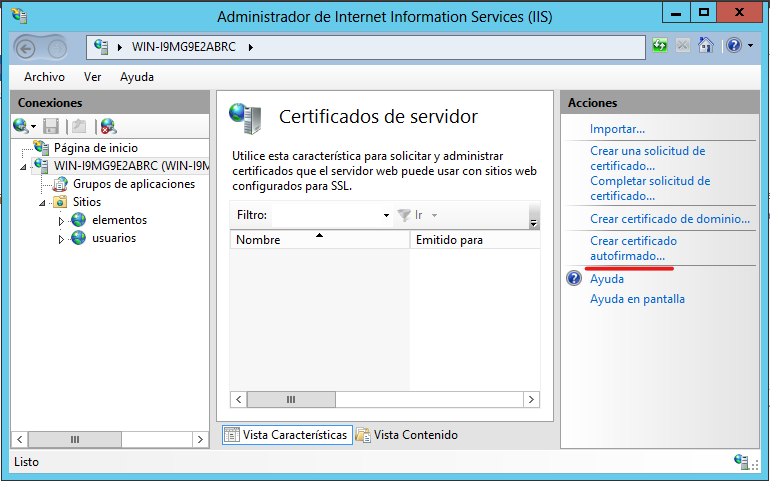 Administrador de Internet Information Services (IIS)
WIN-I9MG9E2ABRC
Archivo Ver Ayuda
Conexiones
Página de inicio
WIN-I9MG9E2ABRC (WIN-I9M
Grupos de aplicaciones
Sitios
elementos
usuarios
Certificados de servidor
Utilice esta característica para solicitar y administrar
certificados que el servidor web puede usar con sitios web
configurados para SSL.
Filtro: Ir
Nombre Emitido para
Vista Características Vista Contenido
Acciones
Importar...
Crear una solicitud de
certificado...
Completar solicitud de
certificado...
Crear certificado de dominio...
Crear certificado
autofirmado...
Ayuda
Ayuda en pantalla
Listo